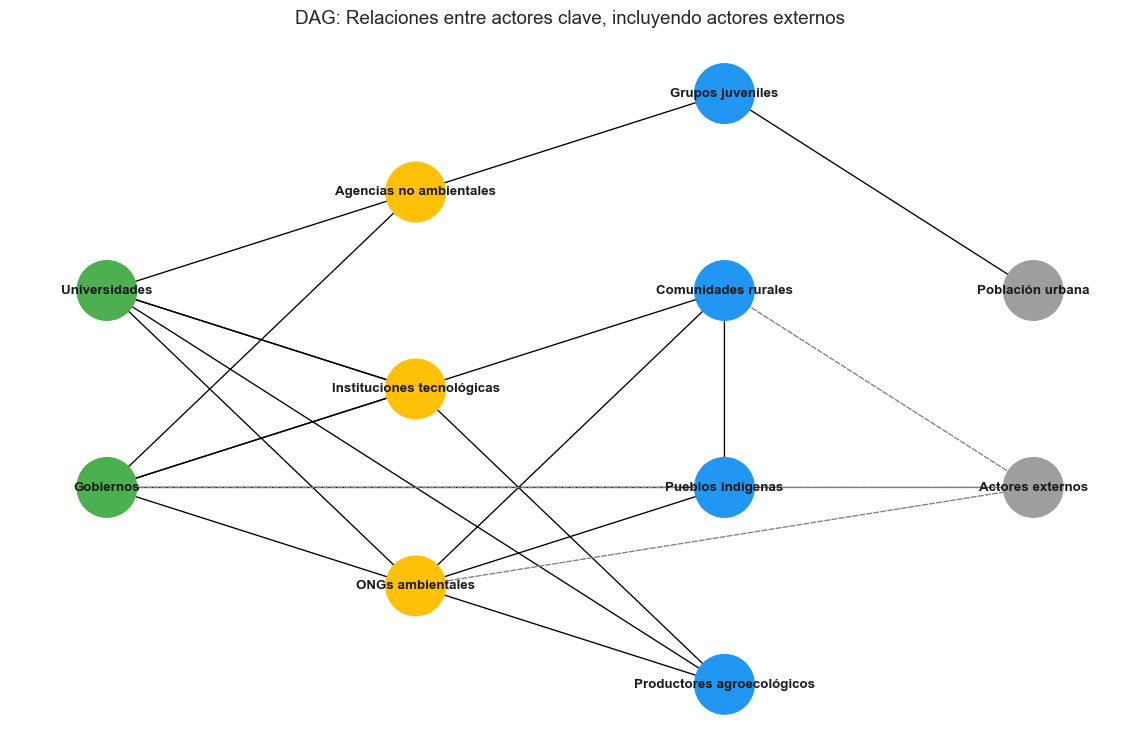 DAG: Relaciones entre actores clave, incluyendo actores externos
Grupos juveniles
Agencias no ambientales
Universidades
Comunidades rurales
Población urbana
Instituciones tecnológicas
Gobiernos
Pueblos indígenas
Actores externos
ONGs ambientales
Productores agroecológicos